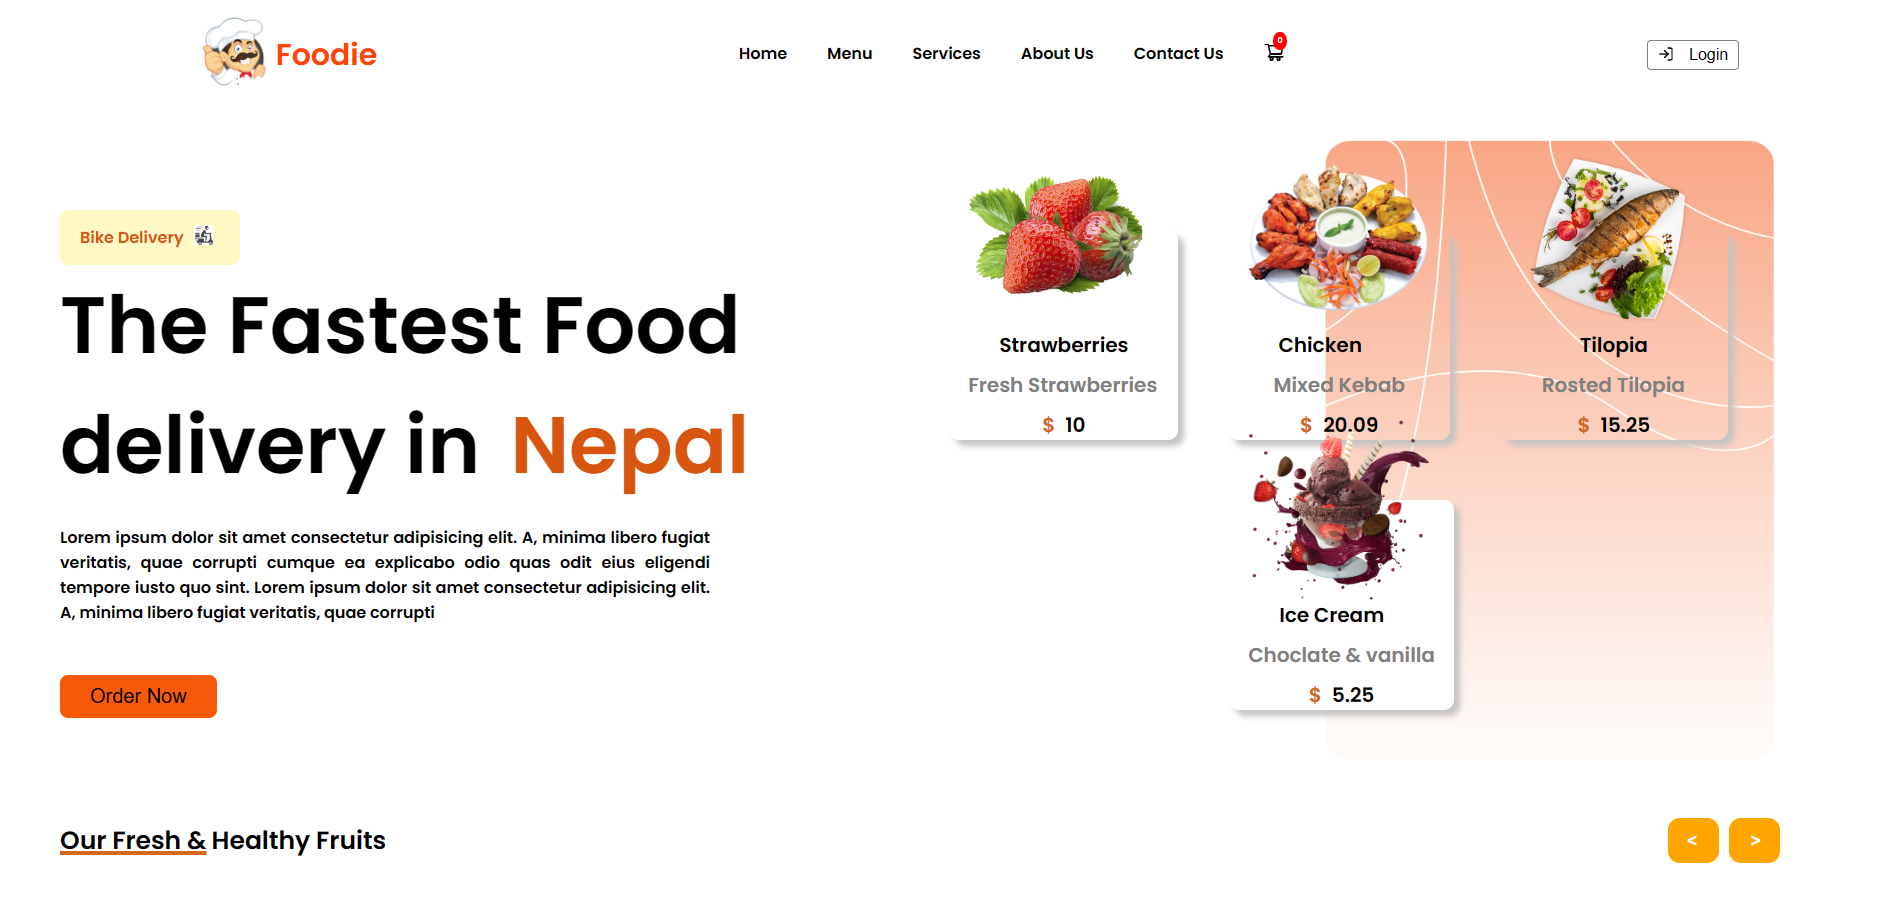 Foodie
Home Menu Services About Us Contact Us 0
Login
Bike Delivery
The Fastest Food
delivery in Nepal
Lorem ipsum dolor sit amet consectetur adipisicing elit. A, minima libero fugiat
veritatis, quae corrupti cumque ea explicabo odio quas odit eius eligendi
tempore iusto quo sint. Lorem ipsum dolor sit amet consectetur adipisicing elit.
A, minima libero fugiat veritatis, quae corrupti
Order Now
Strawberries
Fresh Strawberries
$ 10
Chicken
Mixed Kebab
$ 20.09
Tilopia
Rosted Tilopia
$ 15.25
Ice Cream
Choclate & vanilla
$ 5.25
Our Fresh & Healthy Fruits
< >